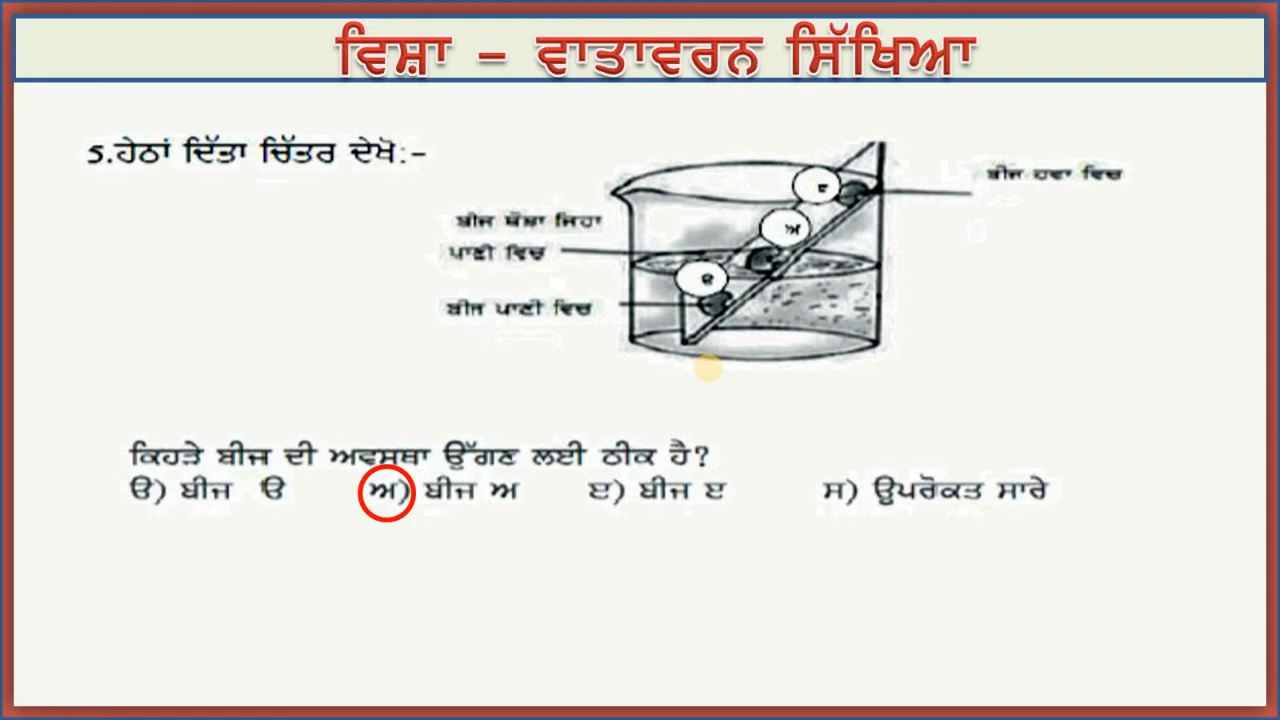 ਵਿਸ਼ਾ - ਵਾਤਾਵਰਨ ਸਿੱਖਿਆ
5.ਹੇਠਾਂ ਦਿੱਤਾ ਚਿੱਤਰ ਦੇਖੋ:-
ਬੀਜ ਹਵਾ ਵਿਚ
ੲ
ਬੀਜ ਥੋੜਾ ਜਿਹਾ
ਅ
ਪਾਣੀ ਵਿਚ
ੳ
ਬੀਜ ਪਾਣੀ ਵਿਚ
ਕਿਹੜੇ ਬੀਜ ਦੀ ਅਵਸਥਾ ਉੱਗਣ ਲਈ ਠੀਕ ਹੈ?
ੳ) ਬੀਜ ੳ ਅ) ਬੀਜ ਅ ੲ) ਬੀਜ ੲ ਸ) ਉਪਰੋਕਤ ਸਾਰੇ